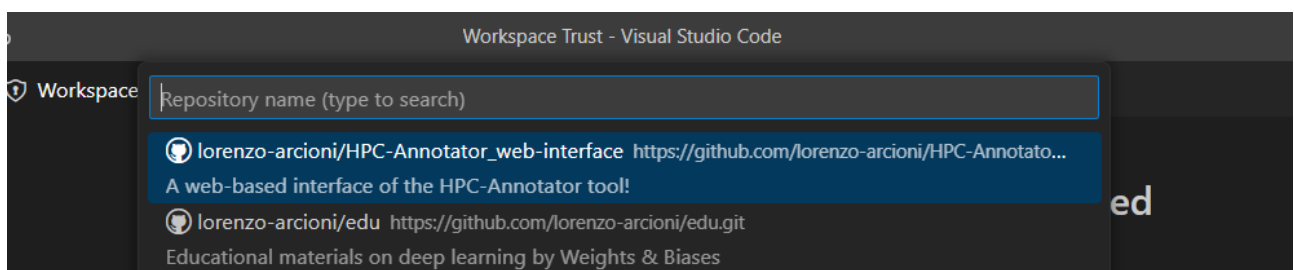 Workspace Trust - Visual Studio Code
Workspace
Repository name (type to search)
lorenzo-arcioni/HPC-Annotator_web-interface https://github.com/lorenzo-arcioni/HPC-Annotato...
A web-based interface of the HPC-Annotator tool!
ed
lorenzo-arcioni/edu https://github.com/lorenzo-arcioni/edu.git
Educational materials on deep learning by Weights & Biases